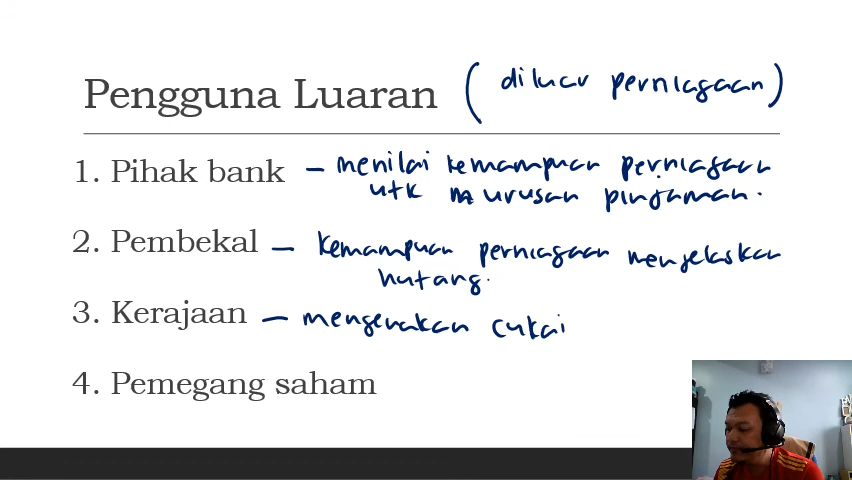 Pengguna Luaran (diluar perniagaan)
1. Pihak bank – menilai kemampuan perniagaan
utk urusan pinjaman.
2. Pembekal – kemampuan perniagaan menjelaskan
hutang.
3. Kerajaan – mengenakan cukai
4. Pemegang saham